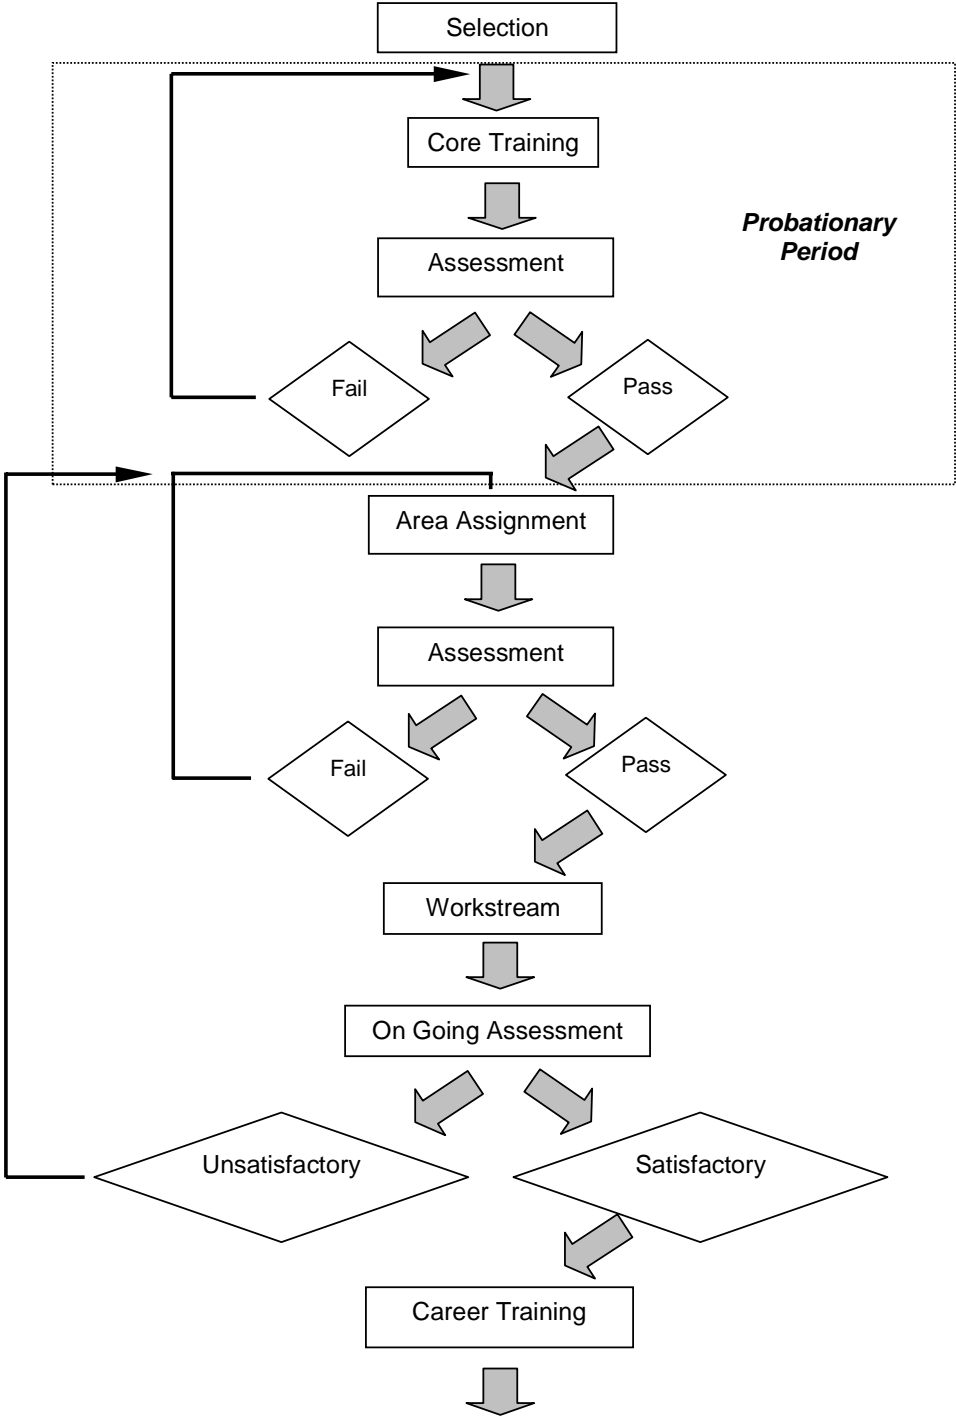 Selection
Core Training
Probationary
Period
Assessment
Fail
Pass
Area Assignment
Assessment
Fail
Pass
Workstream
On Going Assessment
Unsatisfactory
Satisfactory
Career Training